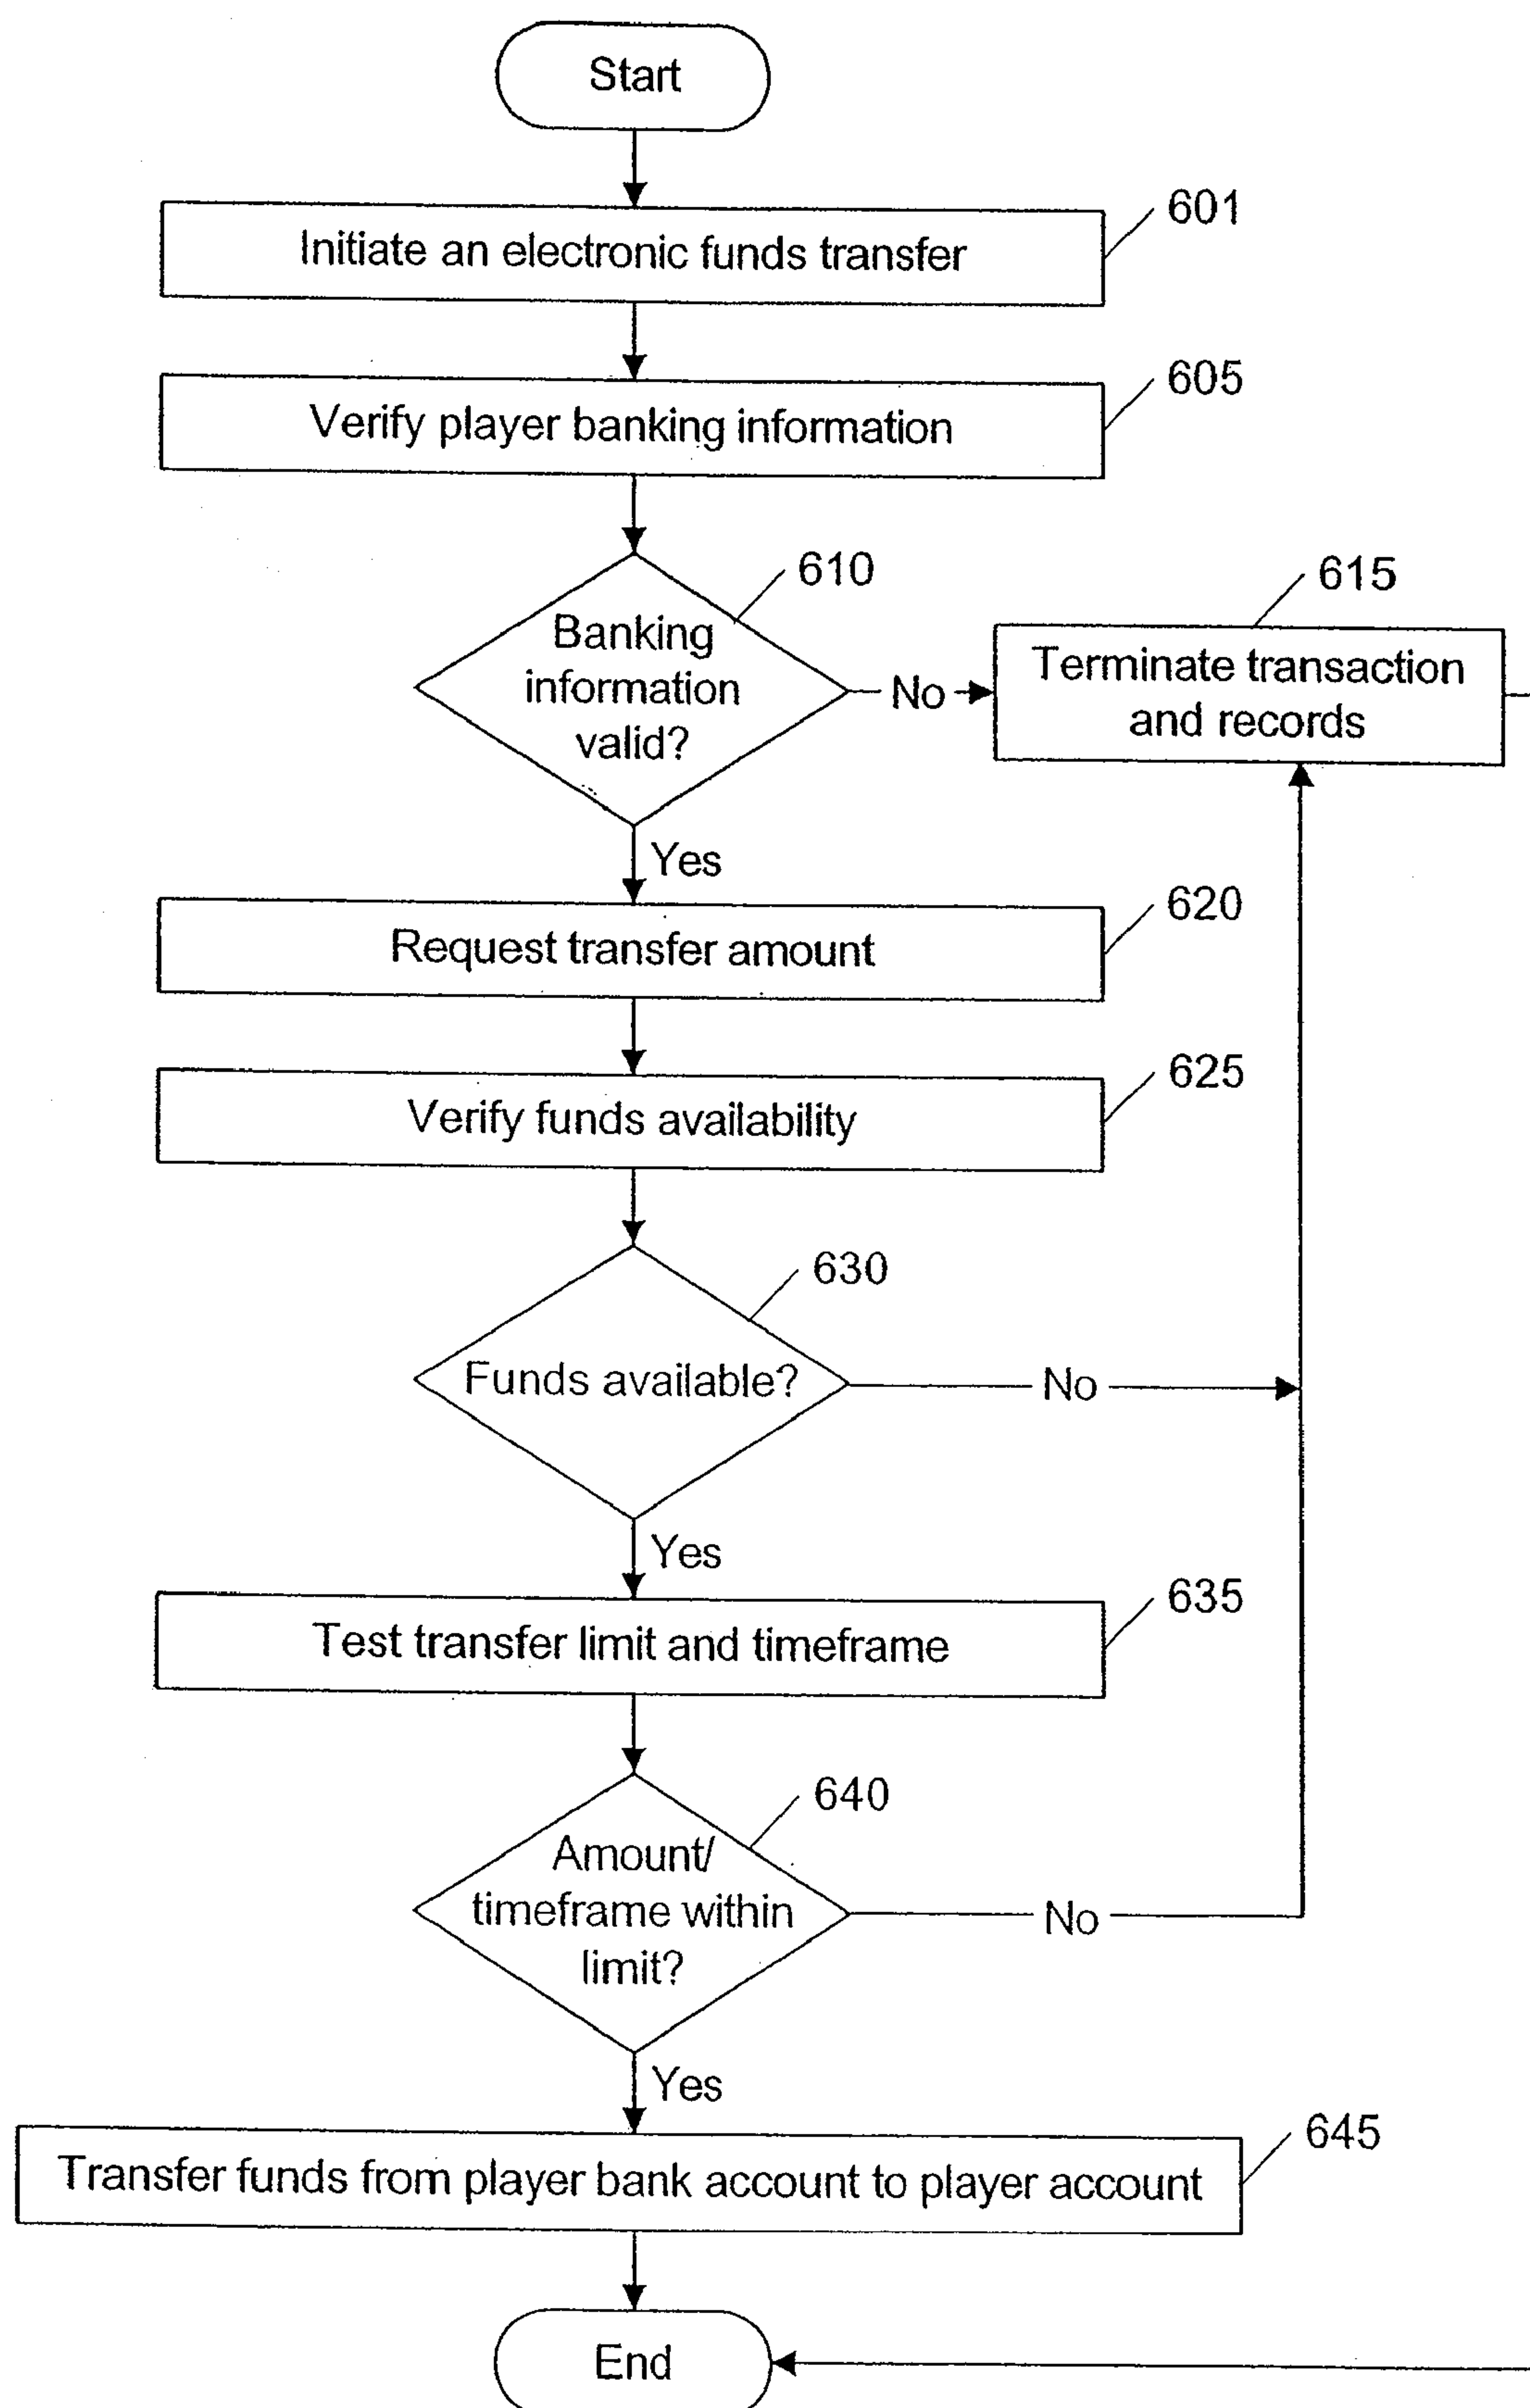 Start
601
Initiate an electronic funds transfer
605
Verify player banking information
610
Banking
information
valid?
No
615
Terminate transaction
and records
Yes
620
Request transfer amount
625
Verify funds availability
630
Funds available?
No
Yes
635
Test transfer limit and timeframe
640
Amount/
timeframe within
limit?
No
Yes
645
Transfer funds from player bank account to player account
End